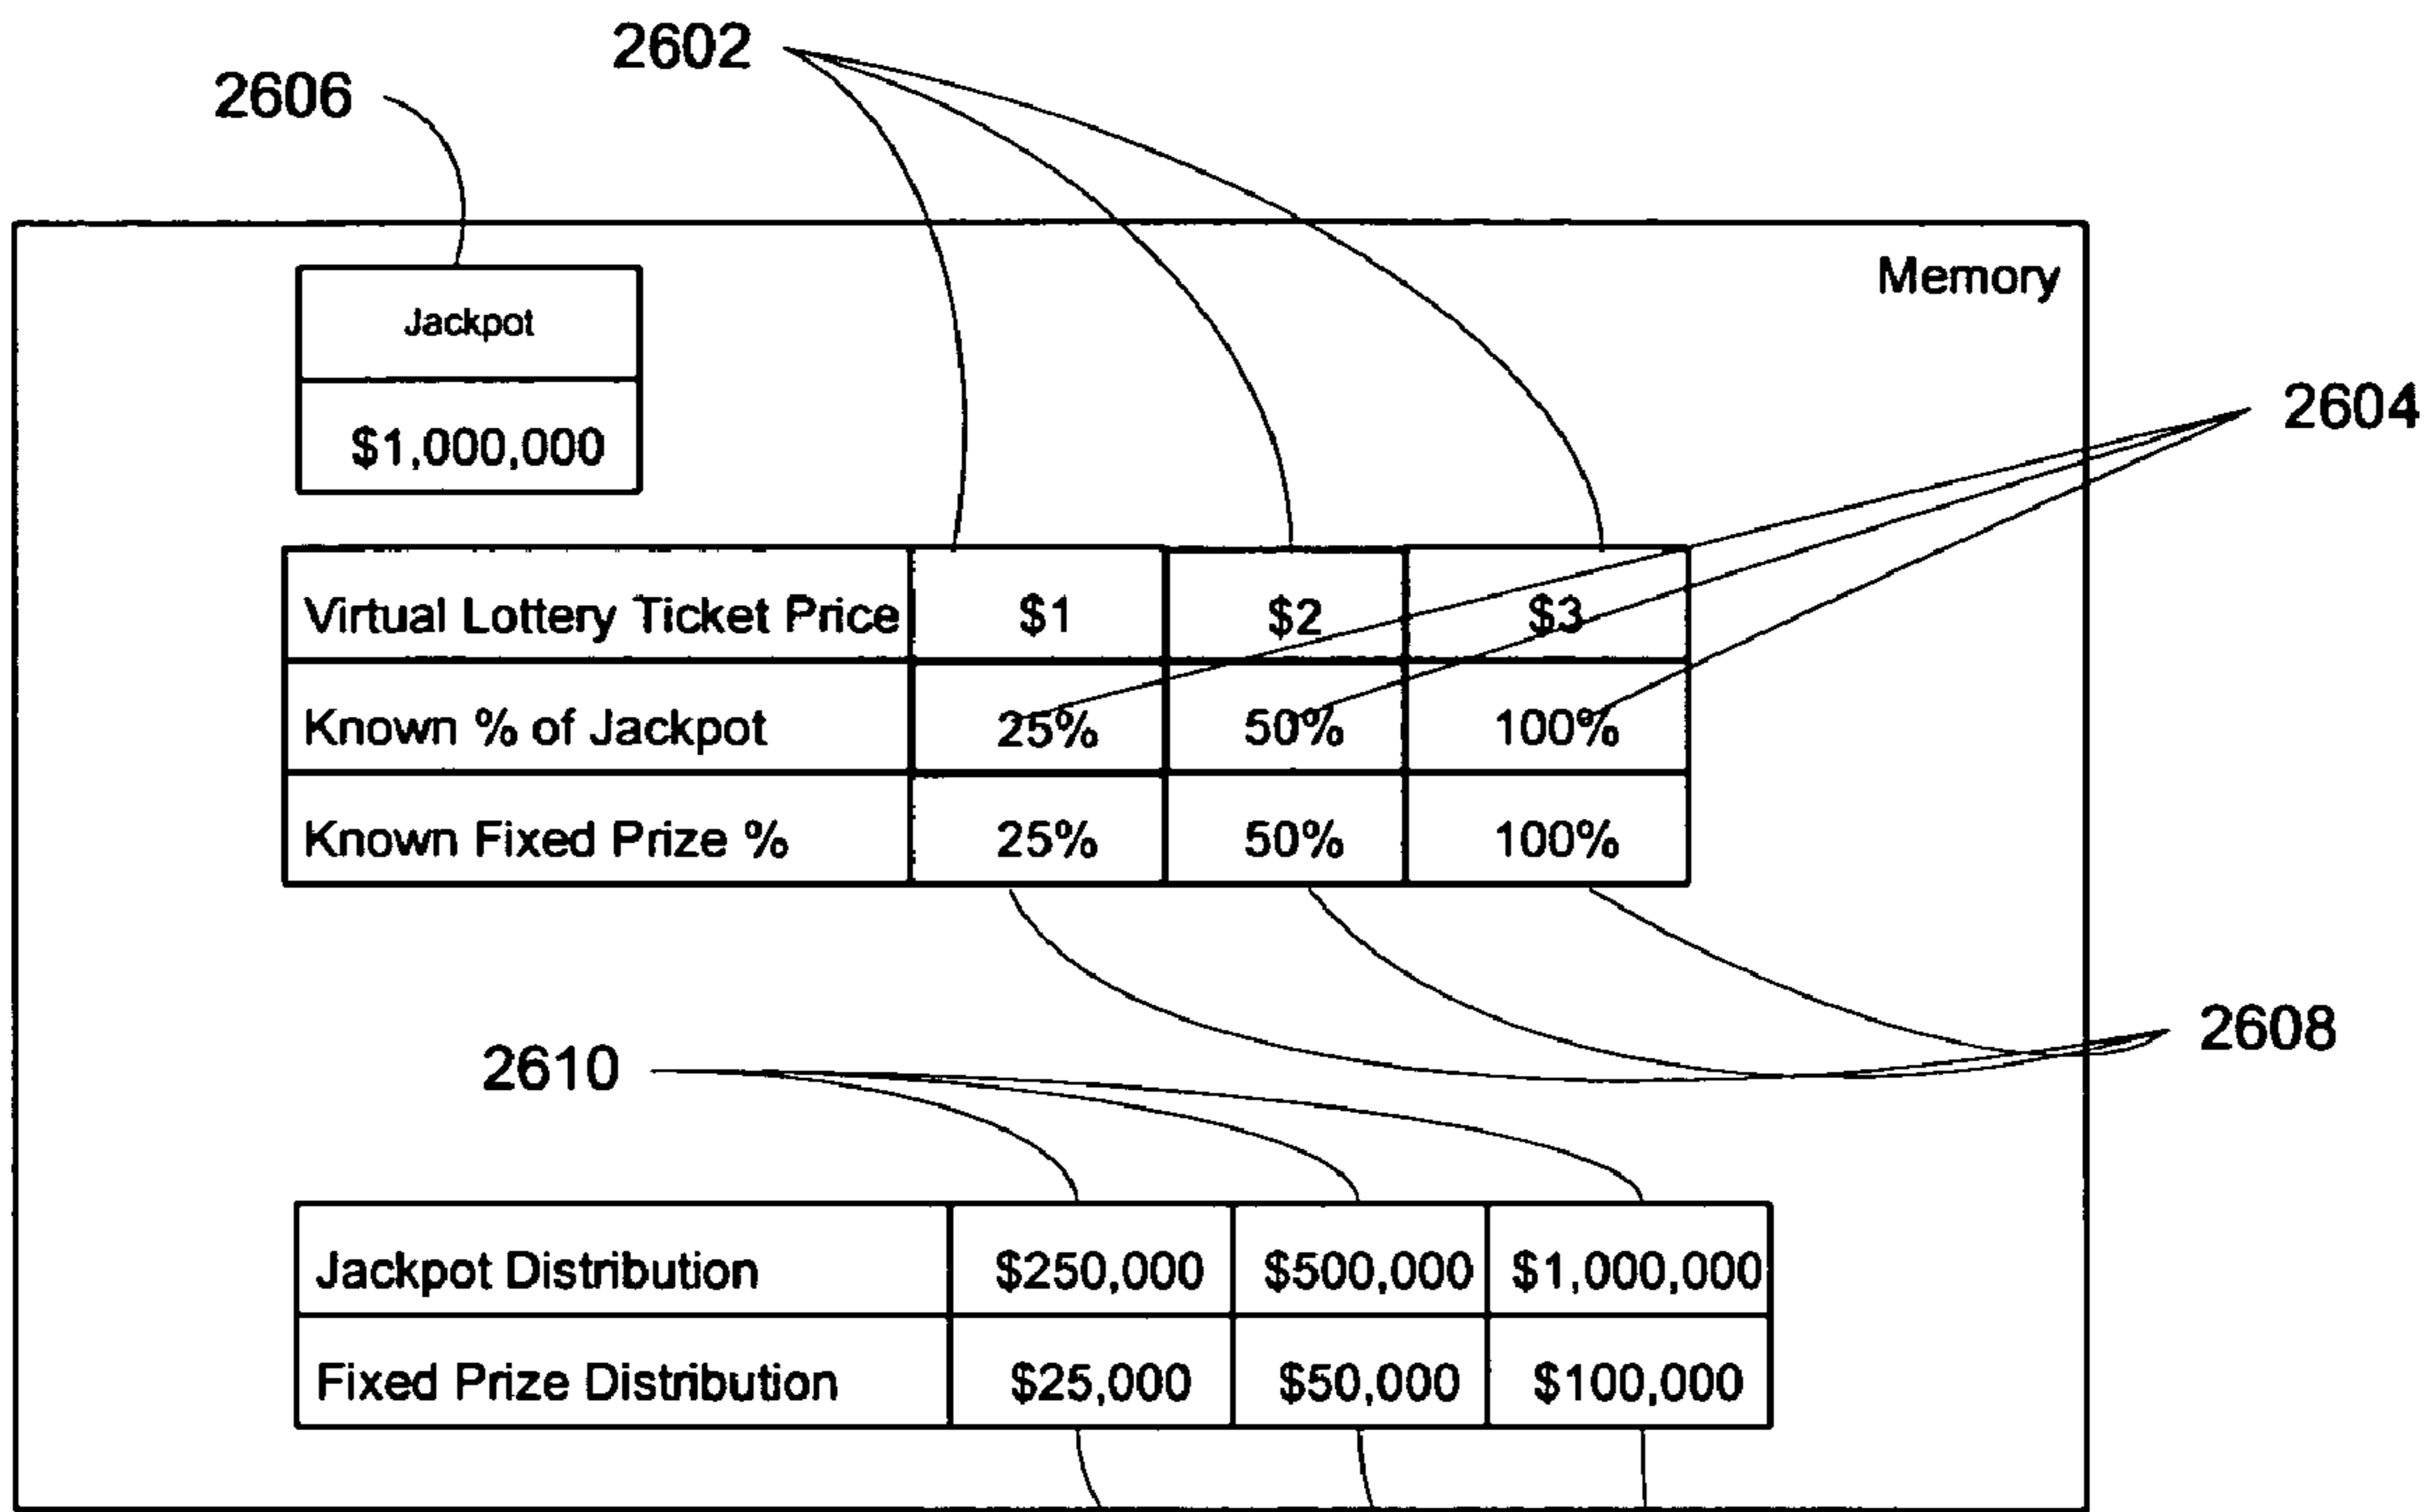 2602
2606
Memory
Jackpot
$1,000,000
2604
Virtual Lottery Ticket Price $1 $2 $3
Known % of Jackpot 25% 50% 100%
Known Fixed Prize % 25% 50% 100%
2608
2610
Jackpot Distribution $250,000 $500,000 $1,000,000
Fixed Prize Distribution $25,000 $50,000 $100,000